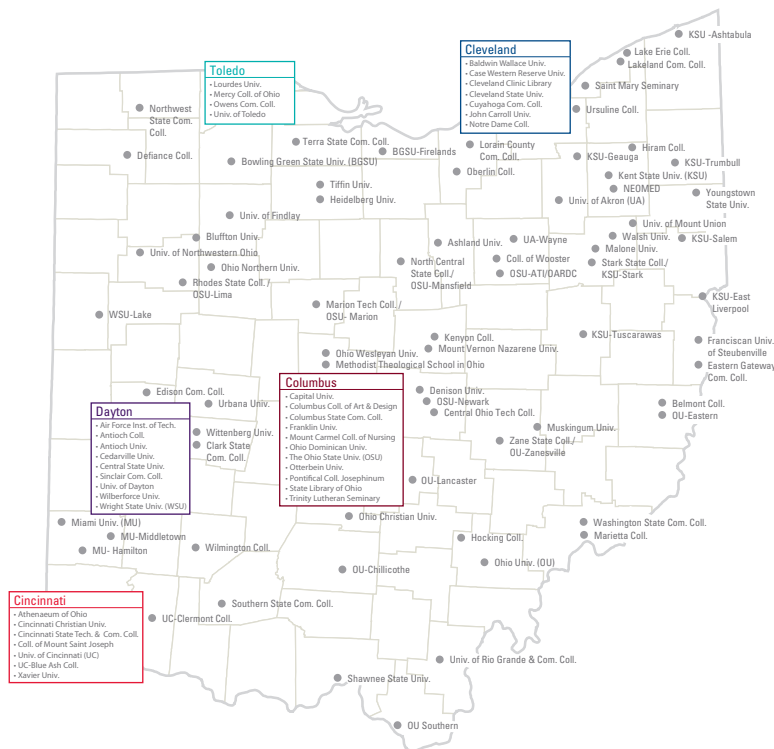 KSU -Ashtabula
Lake Erie Coll.
Lakeland Com. Coll.
Saint Mary Seminary
Ursuline Coll.
Cleveland
• Baldwin Wallace Univ.
• Case Western Reserve Univ.
• Cleveland Clinic Library
• Cleveland State Univ.
• Cuyahoga Com. Coll.
• John Carroll Univ.
• Notre Dame Coll.
Toledo
• Lourdes Univ.
• Mercy Coll. of Ohio
• Owens Com. Coll.
• Univ. of Toledo
Northwest
State Com.
Coll.
Defiance Coll.
Terra State Com. Coll.
Bowling Green State Univ. (BGSU)
BGSU-Firelands
Lorain County
Com. Coll.
Oberlin Coll.
KSU-Geauga
Hiram Coll.
KSU-Trumbull
Kent State Univ. (KSU)
NEOMED
Univ. of Akron (UA)
Youngstown
State Univ.
Tiffin Univ.
Heidelberg Univ.
Univ. of Findlay
Bluffton Univ.
Univ. of Northwestern Ohio
Ohio Northern Univ.
Rhodes State Coll. /
OSU-Lima
Ashland Univ.
North Central
State Coll./
OSU-Mansfield
UA-Wayne
Coll. of Wooster
OSU-ATI/OARDC
Univ. of Mount Union
Walsh Univ.
KSU-Salem
Malone Univ.
Stark State Coll./
KSU-Stark
KSU-East
Liverpool
WSU-Lake
Marion Tech Coll. /
OSU- Marion
Kenyon Coll.
Mount Vernon Nazarene Univ.
KSU-Tuscarawas
Franciscan Univ.
of Steubenville
Eastern Gateway
Com. Coll.
Ohio Wesleyan Univ.
Methodist Theological School in Ohio
Edison Com. Coll.
Urbana Univ.
Wittenberg Univ.
Clark State
Com. Coll.
Columbus
• Capital Univ.
• Columbus Coll. of Art & Design
• Columbus State Com. Coll.
• Franklin Univ.
• Mount Carmel Coll. of Nursing
• Ohio Dominican Univ.
• The Ohio State Univ. (OSU)
• Otterbein Univ.
• Pontifical Coll. Josephinum
• State Library of Ohio
• Trinity Lutheran Seminary
Denison Univ.
OSU-Newark
Central Ohio Tech Coll.
Muskingum Univ.
Zane State Coll./
OU-Zanesville
Belmont Coll.
OU-Eastern
Dayton
• Air Force Inst. of Tech.
• Antioch Coll.
• Antioch Univ.
• Cedarville Univ.
• Central State Univ.
• Sinclair Com. Coll.
• Univ. of Dayton
• Wilberforce Univ.
• Wright State Univ. (WSU)
OU-Lancaster
Ohio Christian Univ.
Hocking Coll.
Ohio Univ. (OU)
Washington State Com. Coll.
Marietta Coll.
Miami Univ. (MU)
MU-Middletown
MU- Hamilton
Wilmington Coll.
OU-Chillicothe
Southern State Com. Coll.
UC-Clermont Coll.
Cincinnati
• Athenaeum of Ohio
• Cincinnati Christian Univ.
• Cincinnati State Tech. & Com. Coll.
• Coll. of Mount Saint Joseph
• Univ. of Cincinnati (UC)
• UC-Blue Ash Coll.
• Xavier Univ.
Univ. of Rio Grande & Com. Coll.
Shawnee State Univ.
OU Southern